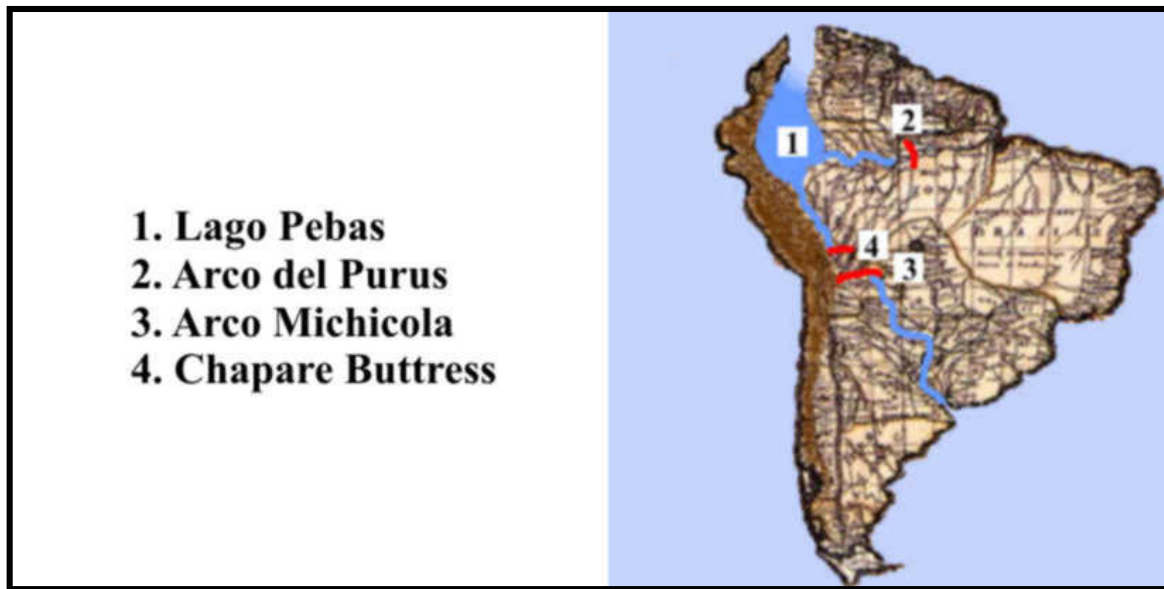 1. Lago Pebas
2. Arco del Purus
3. Arco Michicola
4. Chapare Buttress
1
2
4
3